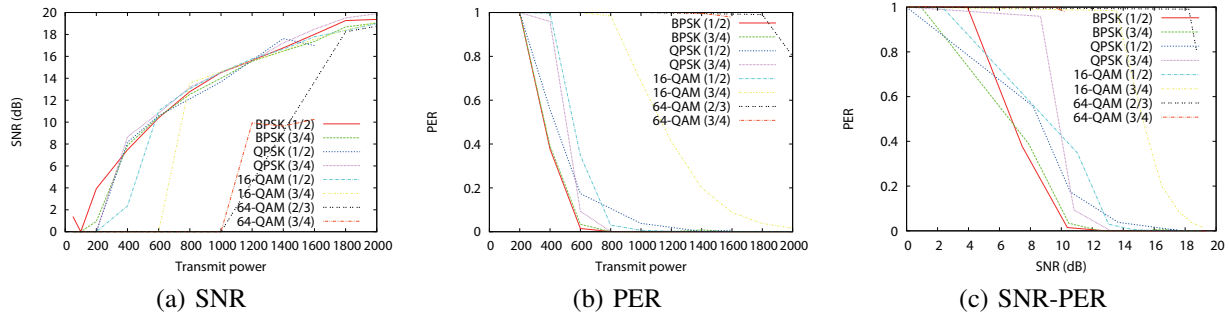 20
18
16
14
12
10
8
6
4
2
0
SNR (dB)
0 200 400 600 800 1000 1200 1400 1600 1800 2000
Transmit power
BPSK (1/2)
BPSK (3/4)
QPSK (1/2)
QPSK (3/4)
16-QAM (1/2)
16-QAM (3/4)
64-QAM (2/3)
64-QAM (3/4)
(a) SNR
1
0.8
0.6
0.4
0.2
0
PER
0 200 400 600 800 1000 1200 1400 1600 1800 2000
Transmit power
BPSK (1/2)
BPSK (3/4)
QPSK (1/2)
QPSK (3/4)
16-QAM (1/2)
16-QAM (3/4)
64-QAM (2/3)
64-QAM (3/4)
(b) PER
1
0.8
0.6
0.4
0.2
0
PER
0 2 4 6 8 10 12 14 16 18 20
SNR (dB)
BPSK (1/2)
BPSK (3/4)
QPSK (1/2)
QPSK (3/4)
16-QAM (1/2)
16-QAM (3/4)
64-QAM (2/3)
64-QAM (3/4)
(c) SNR-PER